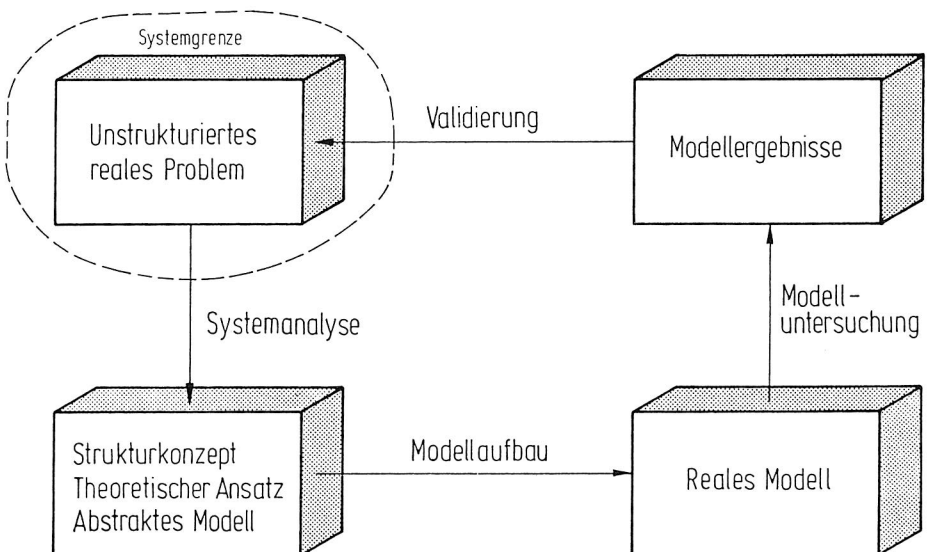 Systemgrenze
Unstrukturiertes
reales Problem
Validierung
Modellergebnisse
Systemanalyse
Modell-
untersuchung
Strukturkonzept
Theoretischer Ansatz
Abstraktes Modell
Modellaufbau
Reales Modell